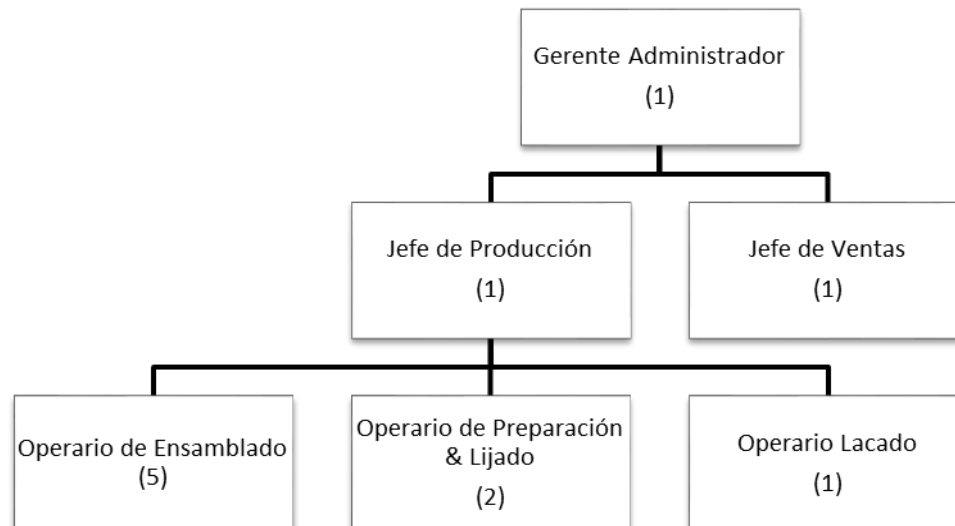 Gerente Administrador
(1)
Jefe de Producción
(1)
Jefe de Ventas
(1)
Operario de Ensamblado
(5)
Operario de Preparación
& Lijado
(2)
Operario Lacado
(1)